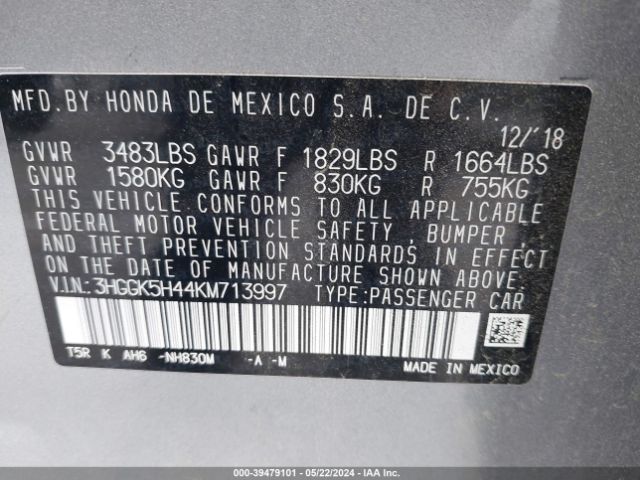 MFD. BY HONDA DE MEXICO S.A. DE C.V.
12/'18
GVWR 3483LBS GAWR F 1829LBS R 1664LBS
GVWR 1580KG GAWR F 830KG R 755KG
THIS VEHICLE CONFORMS TO ALL APPLICABLE
FEDERAL MOTOR VEHICLE SAFETY, BUMPER,
AND THEFT PREVENTION STANDARDS IN EFFECT
ON THE DATE OF MANUFACTURE SHOWN ABOVE.
V.I.N.: 3HGGK5H44KM713997 TYPE: PASSENGER CAR
T5R K AH6 -NH830M -A -M
MADE IN MEXICO
000-39479101 - 05/22/2024 - IAA Inc.